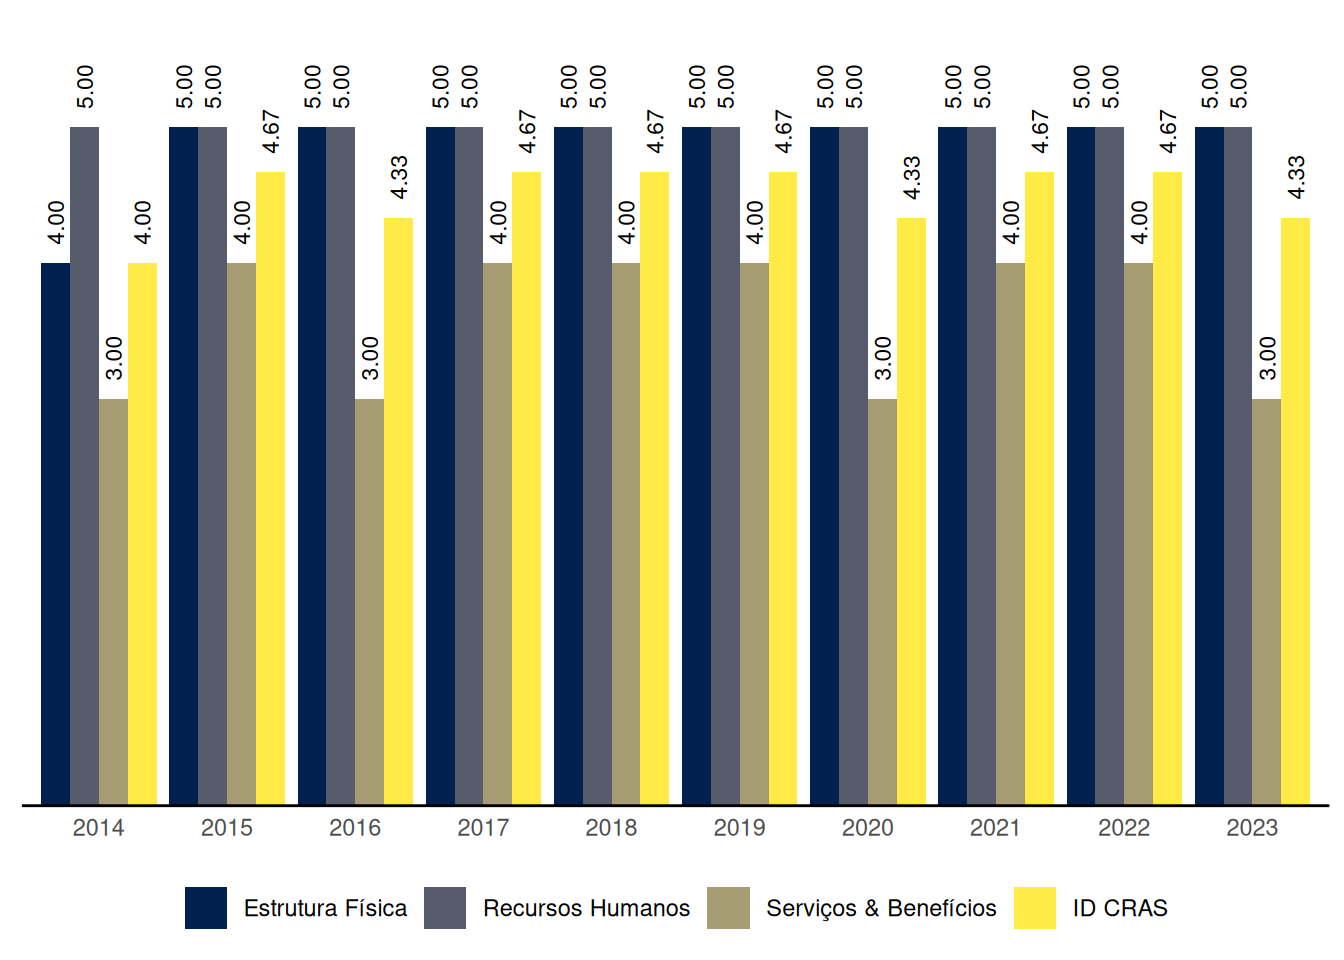 5.00 5.00 5.00 5.00 5.00 5.00 5.00 5.00 5.00 5.00 5.00 5.00 5.00 5.00 5.00 5.00 5.00 5.00 5.00
4.67 4.67 4.67 4.67 4.67 4.67
4.33 4.33 4.33
4.00 4.00 4.00 4.00 4.00 4.00 4.00 4.00
3.00 3.00 3.00 3.00
2014 2015 2016 2017 2018 2019 2020 2021 2022 2023
Estrutura Física Recursos Humanos Serviços & Benefícios ID CRAS